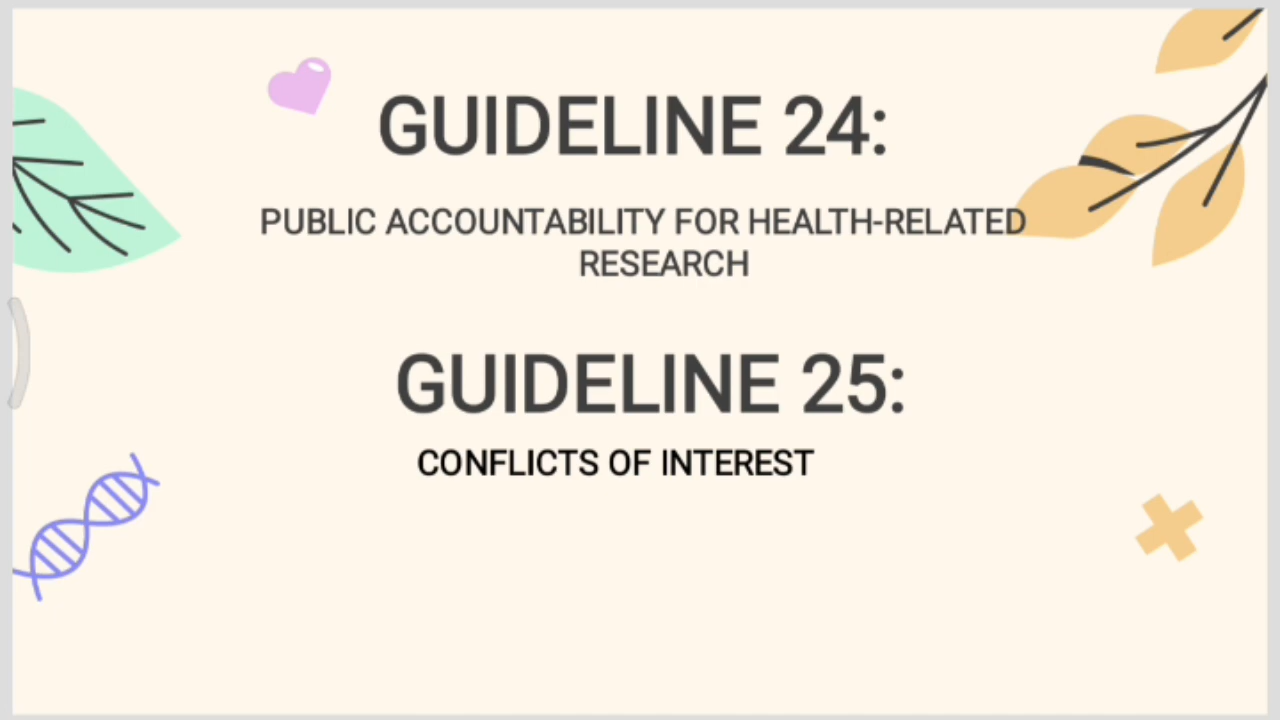 GUIDELINE 24:
PUBLIC ACCOUNTABILITY FOR HEALTH-RELATED
RESEARCH
GUIDELINE 25:
CONFLICTS OF INTEREST